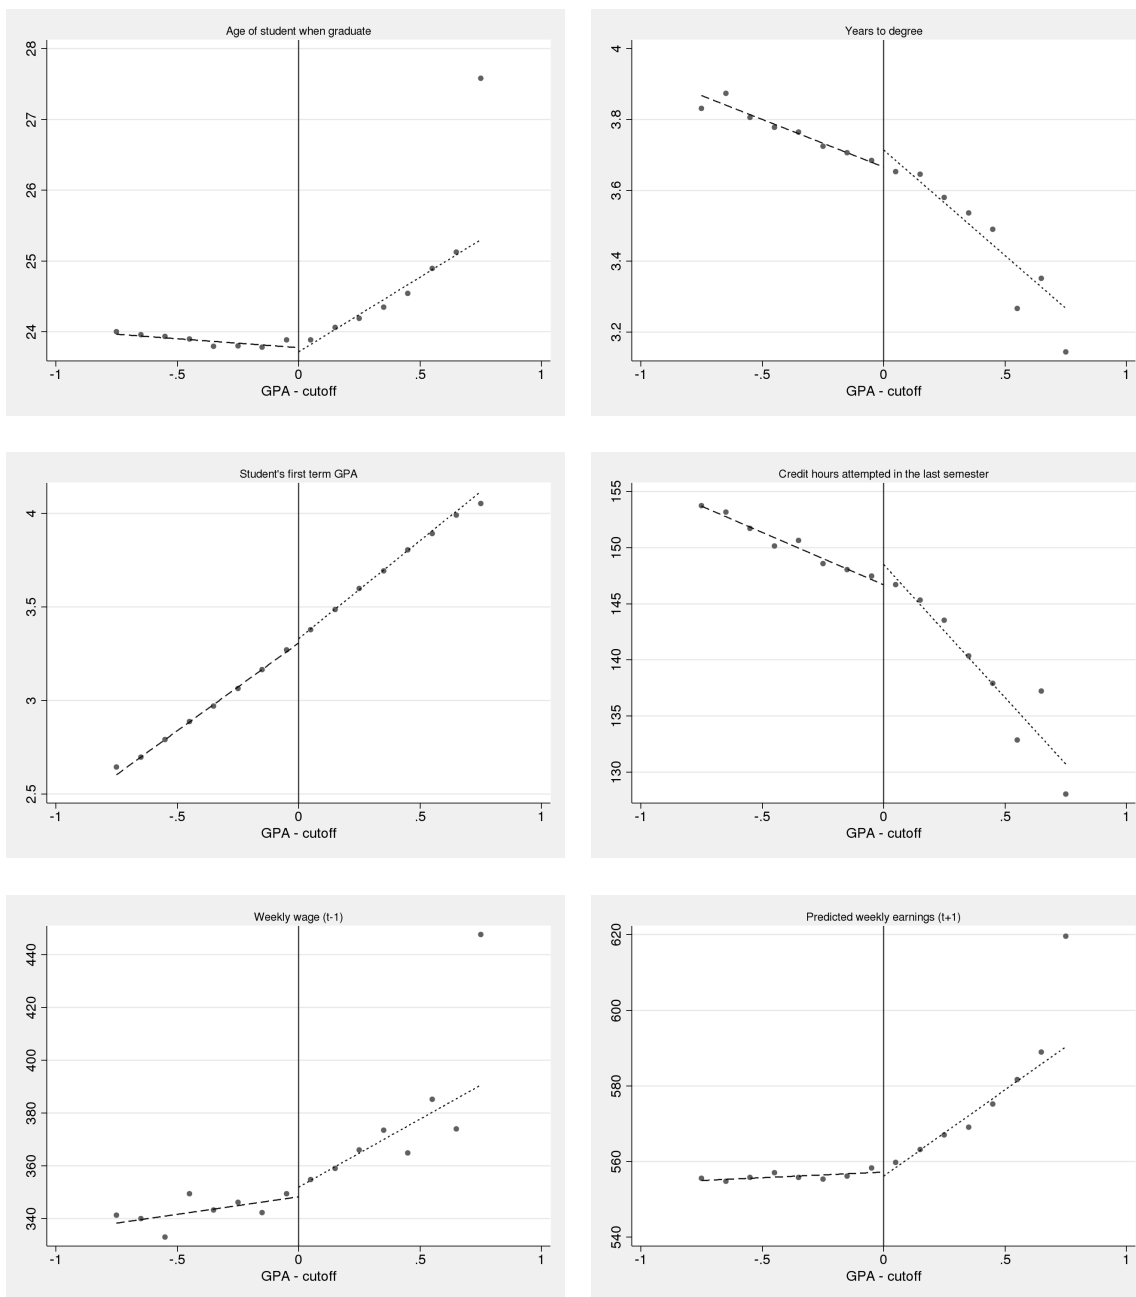 Age of student when graduate
28
27
26
25
24
-1 -.5 0 .5 1
GPA - cutoff
Years to degree
4
3.8
3.6
3.4
3.2
-1 -.5 0 .5 1
GPA - cutoff
Student's first term GPA
4
3.5
3
2.5
-1 -.5 0 .5 1
GPA - cutoff
Credit hours attempted in the last semester
155
150
145
140
135
130
-1 -.5 0 .5 1
GPA - cutoff
Weekly wage (t-1)
440
420
400
380
360
340
-1 -.5 0 .5 1
GPA - cutoff
Predicted weekly earnings (t+1)
620
600
580
560
540
-1 -.5 0 .5 1
GPA - cutoff